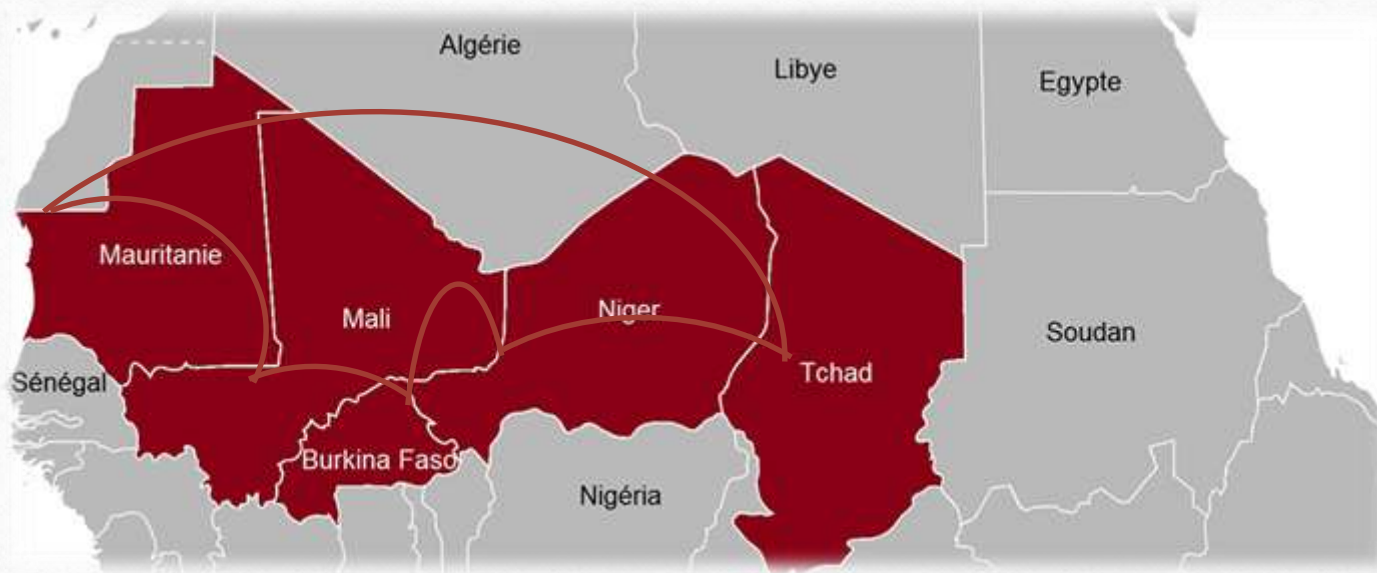 Algérie
Libye
Egypte
Mauritanie
Mali
Niger
Soudan
Tchad
Sénégal
Burkina Faso
Nigéria